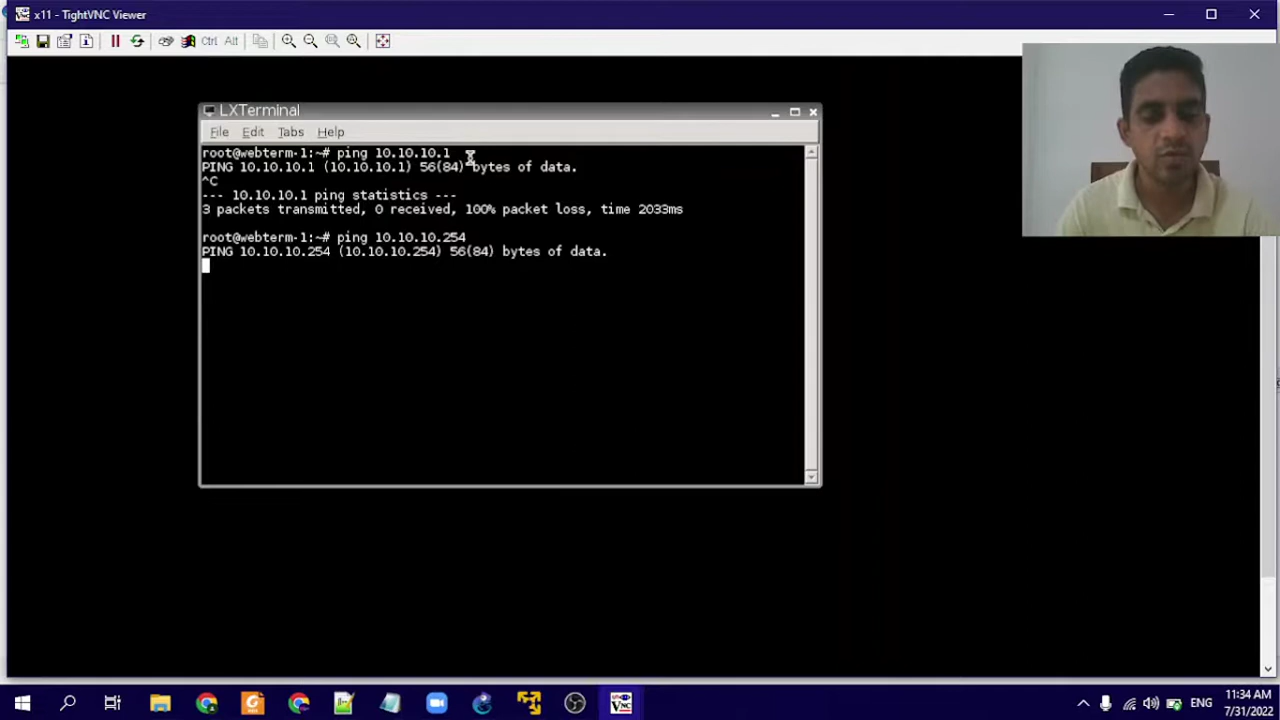 x11 - TightVNC Viewer
Ctrl Alt
LXTerminal
File Edit Tabs Help
root@webterm-1:~# ping 10.10.10.1
PING 10.10.10.1 (10.10.10.1) 56(84) bytes of data.
^C
--- 10.10.10.1 ping statistics ---
3 packets transmitted, 0 received, 100% packet loss, time 2033ms
root@webterm-1:~# ping 10.10.10.254
PING 10.10.10.254 (10.10.10.254) 56(84) bytes of data.
ENG
11:34 AM
7/31/2022